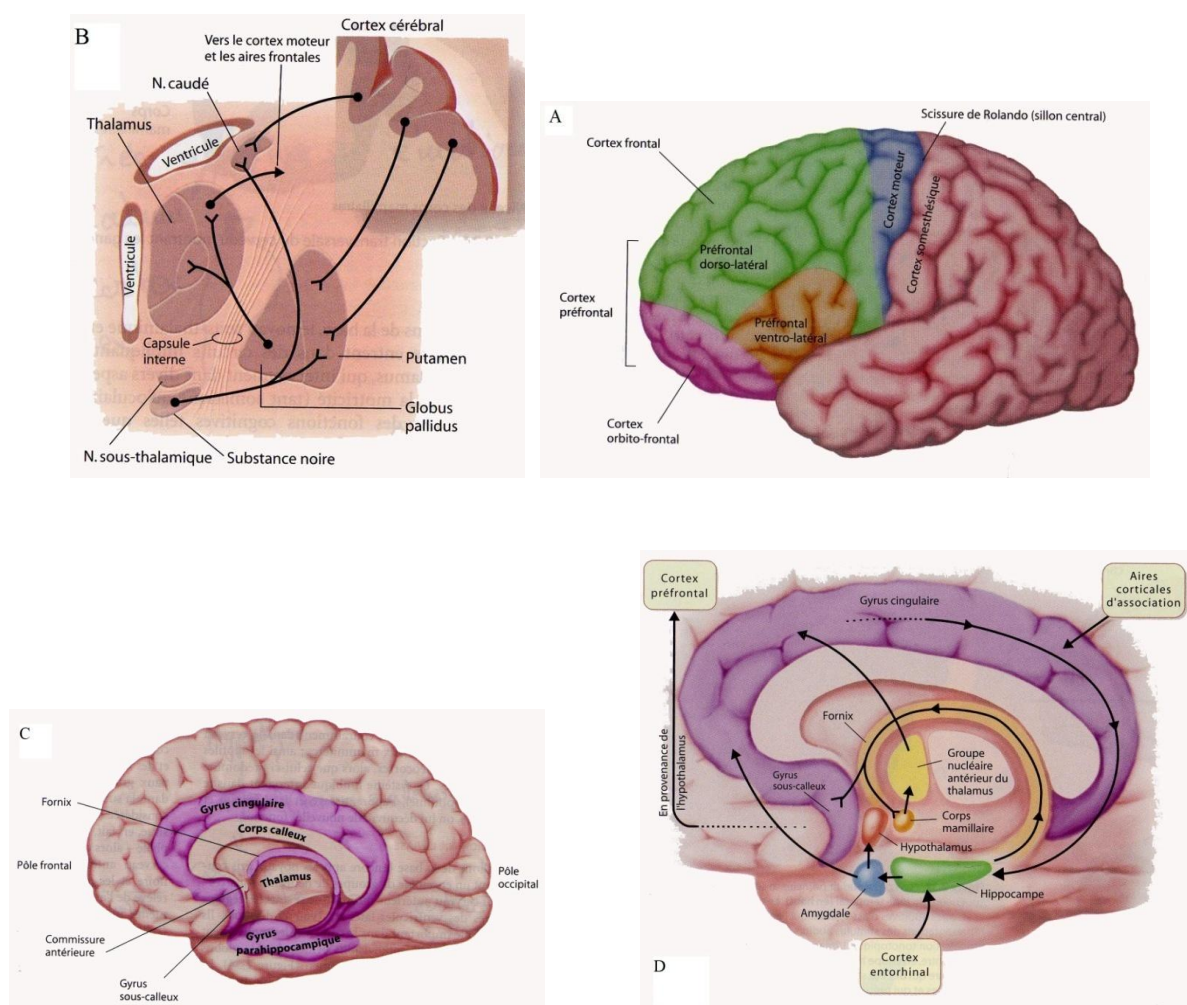 B
Cortex cérébral
Vers le cortex moteur
et les aires frontales
N. caudé
Thalamus
Ventricule
Ventricule
Capsule
interne
Putamen
Globus
pallidus
N. sous-thalamique
Substance noire
A
Scissure de Rolando (sillon central)
Cortex frontal
Cortex moteur
Cortex somesthésique
Préfrontal
dorso-latéral
Cortex
préfrontal
Préfrontal
ventro-latéral
Cortex
orbito-frontal
C
Fornix
Gyrus cingulaire
Corps calleux
Pôle frontal
Thalamus
Pôle
occipital
Commissure
antérieure
Gyrus
parahippocampique
Gyrus
sous-calleux
Cortex
préfrontal
Gyrus cingulaire
Aires
corticales
d'association
En provenance de
l'hypothalamus
Fornix
Groupe
nucléaire
antérieur du
thalamus
Gyrus
sous-calleux
Corps
mamillaire
Hypothalamus
Hippocampe
Amygdale
Cortex
entorhinal
D